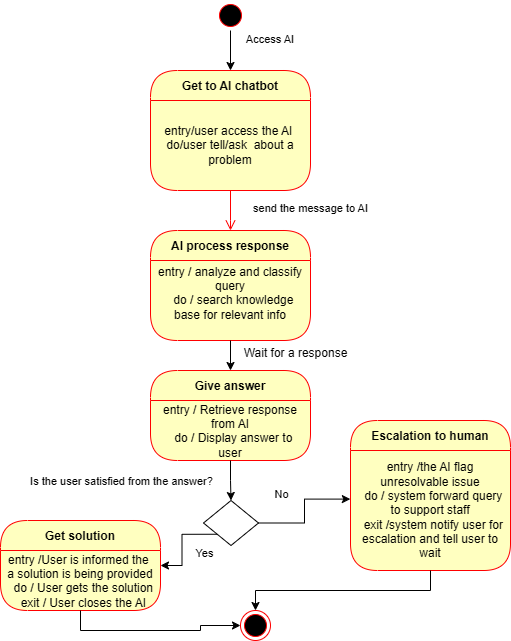 Access AI
Get to AI chatbot
entry/user access the AI
do/user tell/ask  about a
problem
send the message to AI
AI process response
entry / analyze and classify
query
do / search knowledge
base for relevant info
Wait for a response
Give answer
entry / Retrieve response
from AI
do / Display answer to
user
Is the user satisfied from the answer?
No
Yes
Escalation to human
entry /the AI flag
unresolvable issue
do / system forward query
to support staff
exit /system notify user for
escalation and tell user to
wait
Get solution
entry /User is informed the
a solution is being provided
do / User gets the solution
exit / User closes the AI